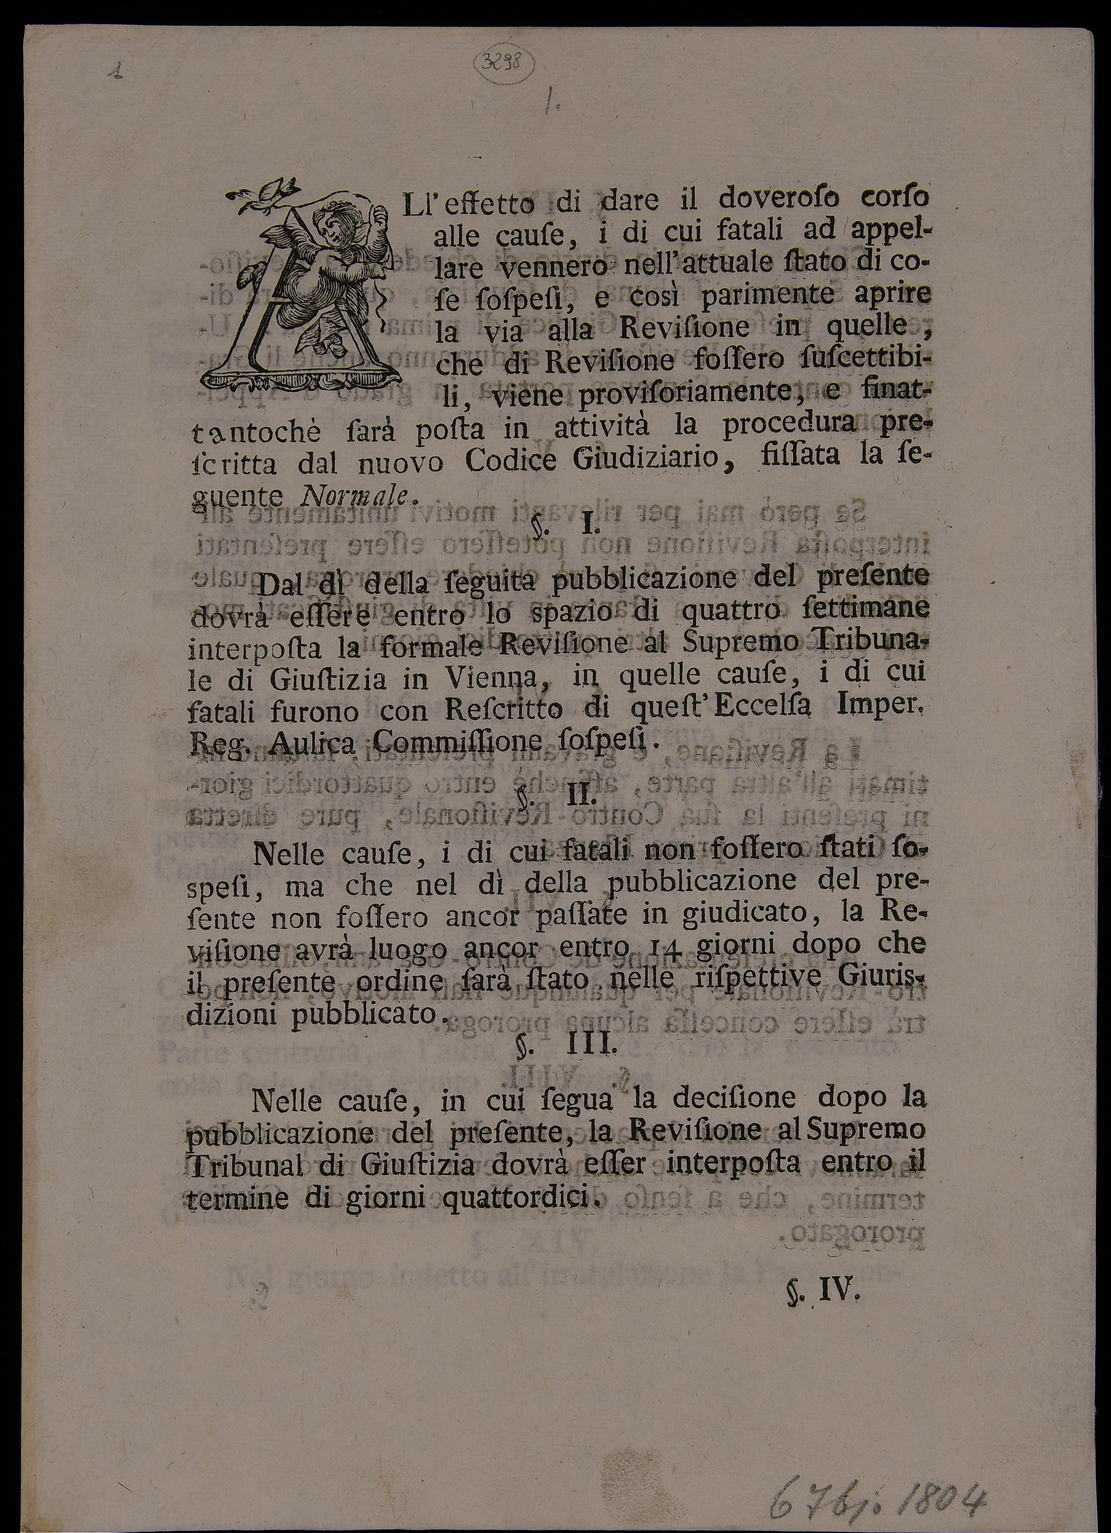 1
3298
1.
ALl'effetto di dare il doveroſo corſo
alle cauſe, i di cui fatali ad appel-
lare vennero nell'attuale ſtato di co-
ſe ſoſpeſi, e così parimente aprire
la via alla Reviſione in quelle,
che di Reviſione foſſero ſuſcettibi-
li, viene proviſoriamente, e finat-
tantochè ſarà poſta in attività la procedura pre-
ſcritta dal nuovo Codice Giudiziario, fiſſata la ſe-
guente Normale.
§. I.
Dal dì della ſeguita pubblicazione del preſente
dovrà eſſere entro lo spazio di quattro ſettimane
interpoſta la formale Reviſione al Supremo Tribuna-
le di Giuſtizia in Vienna, in quelle cauſe, i di cui
fatali furono con Reſcritto di queſt'Eccelſa Imper.
Reg. Aulica Commiſſione ſoſpeſi.
§. II.
Nelle cauſe, i di cui fatali non foſſero ſtati ſo-
speſi, ma che nel dì della pubblicazione del pre-
ſente non foſſero ancor paſſate in giudicato, la Re-
viſione avrà luogo ancor entro 14 giorni dopo che
il preſente ordine ſarà ſtato nelle riſpettive Giuris-
dizioni pubblicato.
§. III.
Nelle cauſe, in cui ſegua la deciſione dopo la
pubblicazione del preſente, la Reviſione al Supremo
Tribunal di Giuſtizia dovrà eſſer interpoſta entro il
termine di giorni quattordici.
§. IV.
1804